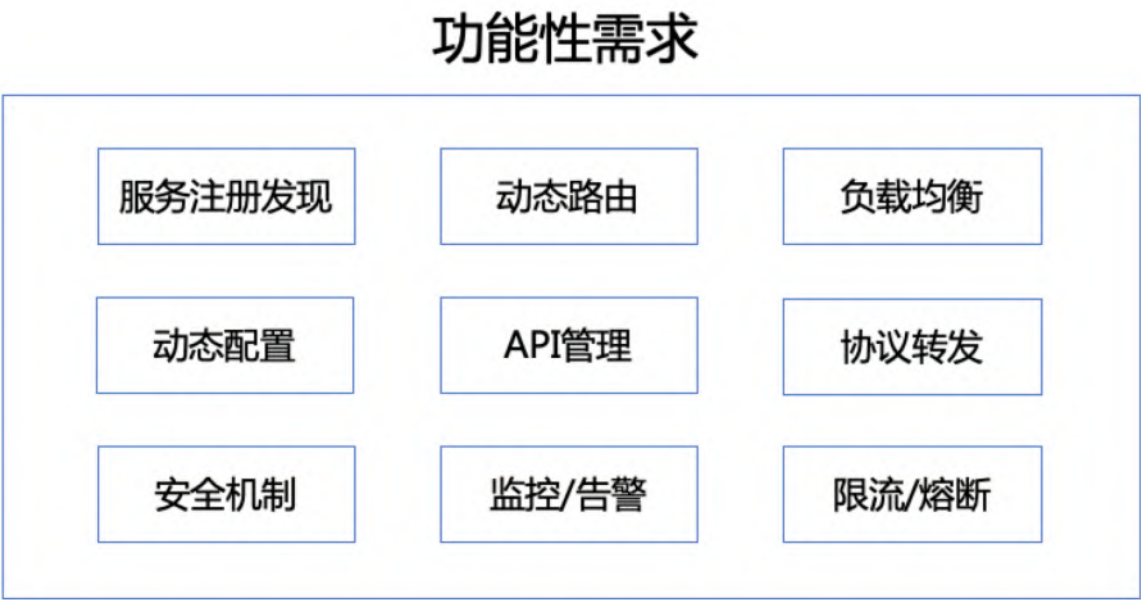 功能性需求
服务注册发现
动态路由
负载均衡
动态配置
API管理
协议转发
安全机制
监控/告警
限流/熔断